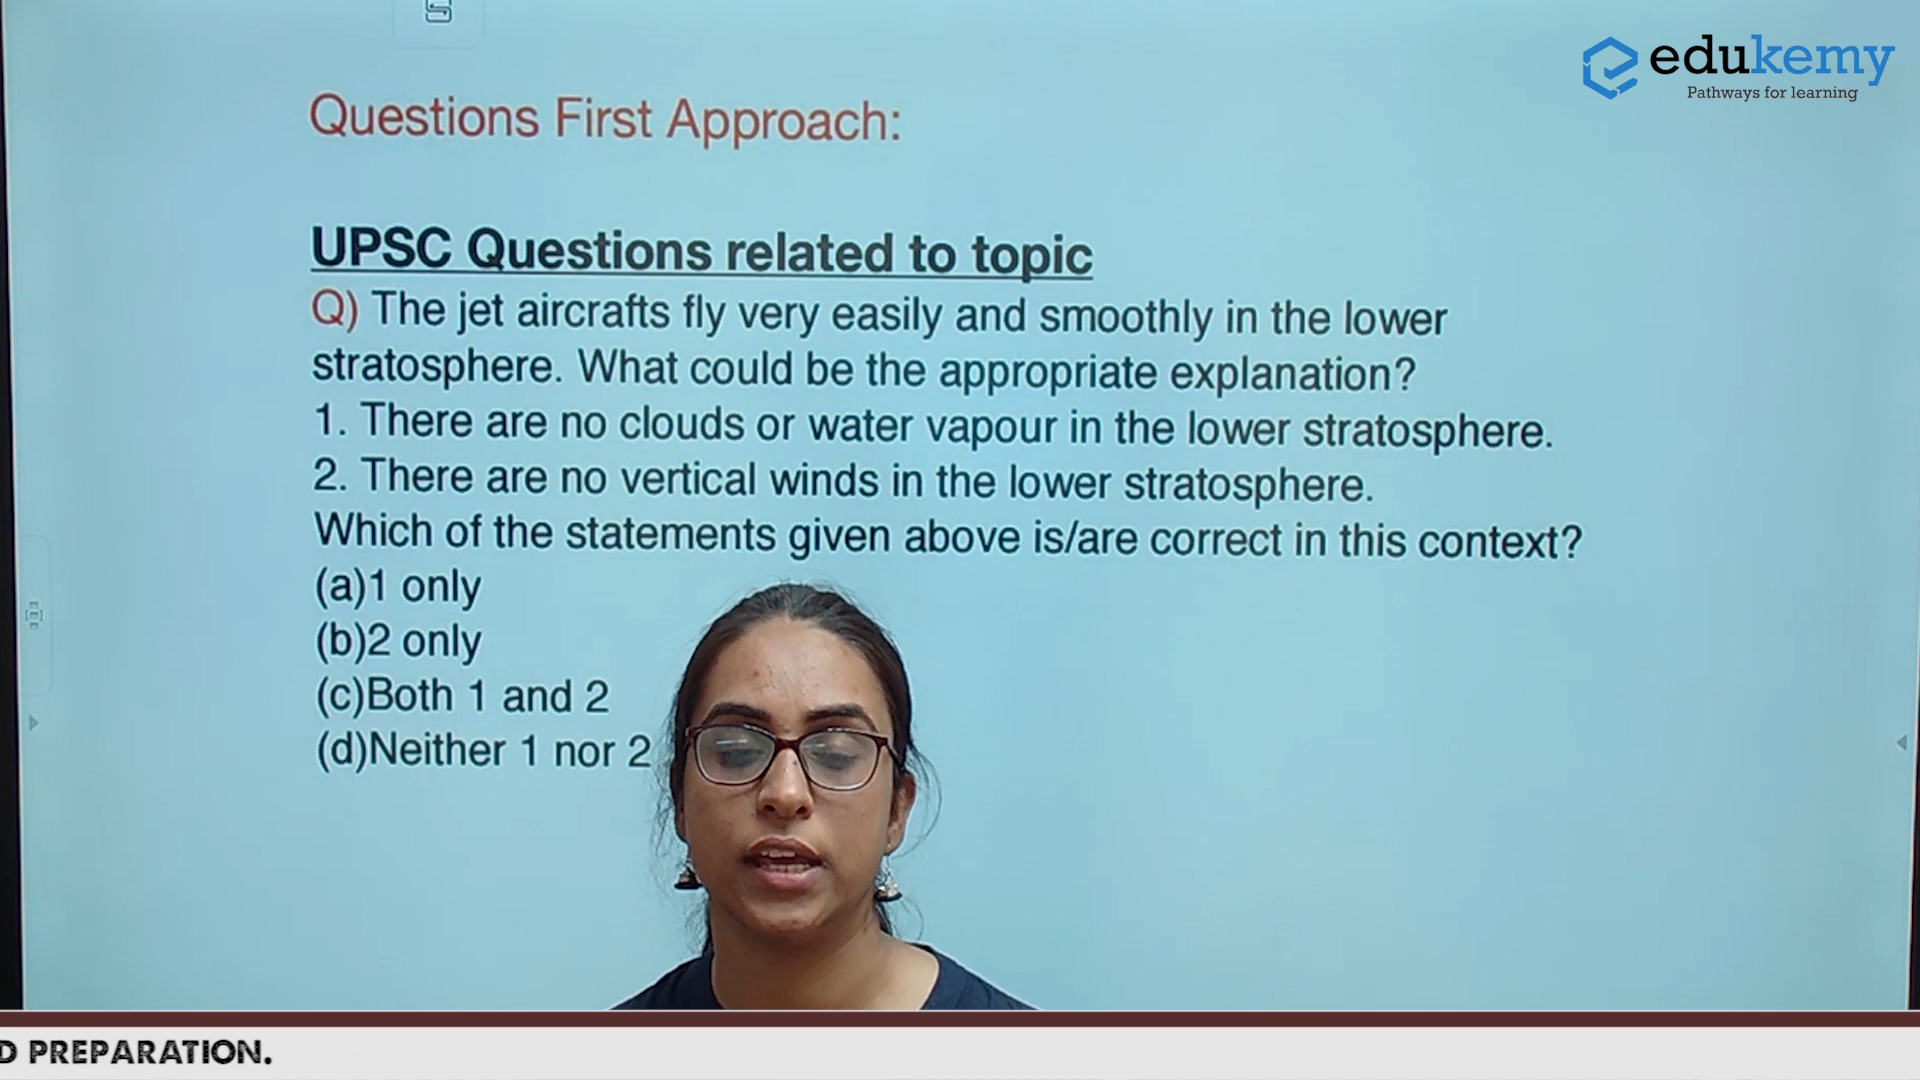 edukemy
Pathways for learning
Questions First Approach:
UPSC Questions related to topic
Q) The jet aircrafts fly very easily and smoothly in the lower
stratosphere. What could be the appropriate explanation?
1. There are no clouds or water vapour in the lower stratosphere.
2. There are no vertical winds in the lower stratosphere.
Which of the statements given above is/are correct in this context?
(a)1 only
(b)2 only
(c)Both 1 and 2
(d)Neither 1 nor 2
D PREPARATION.